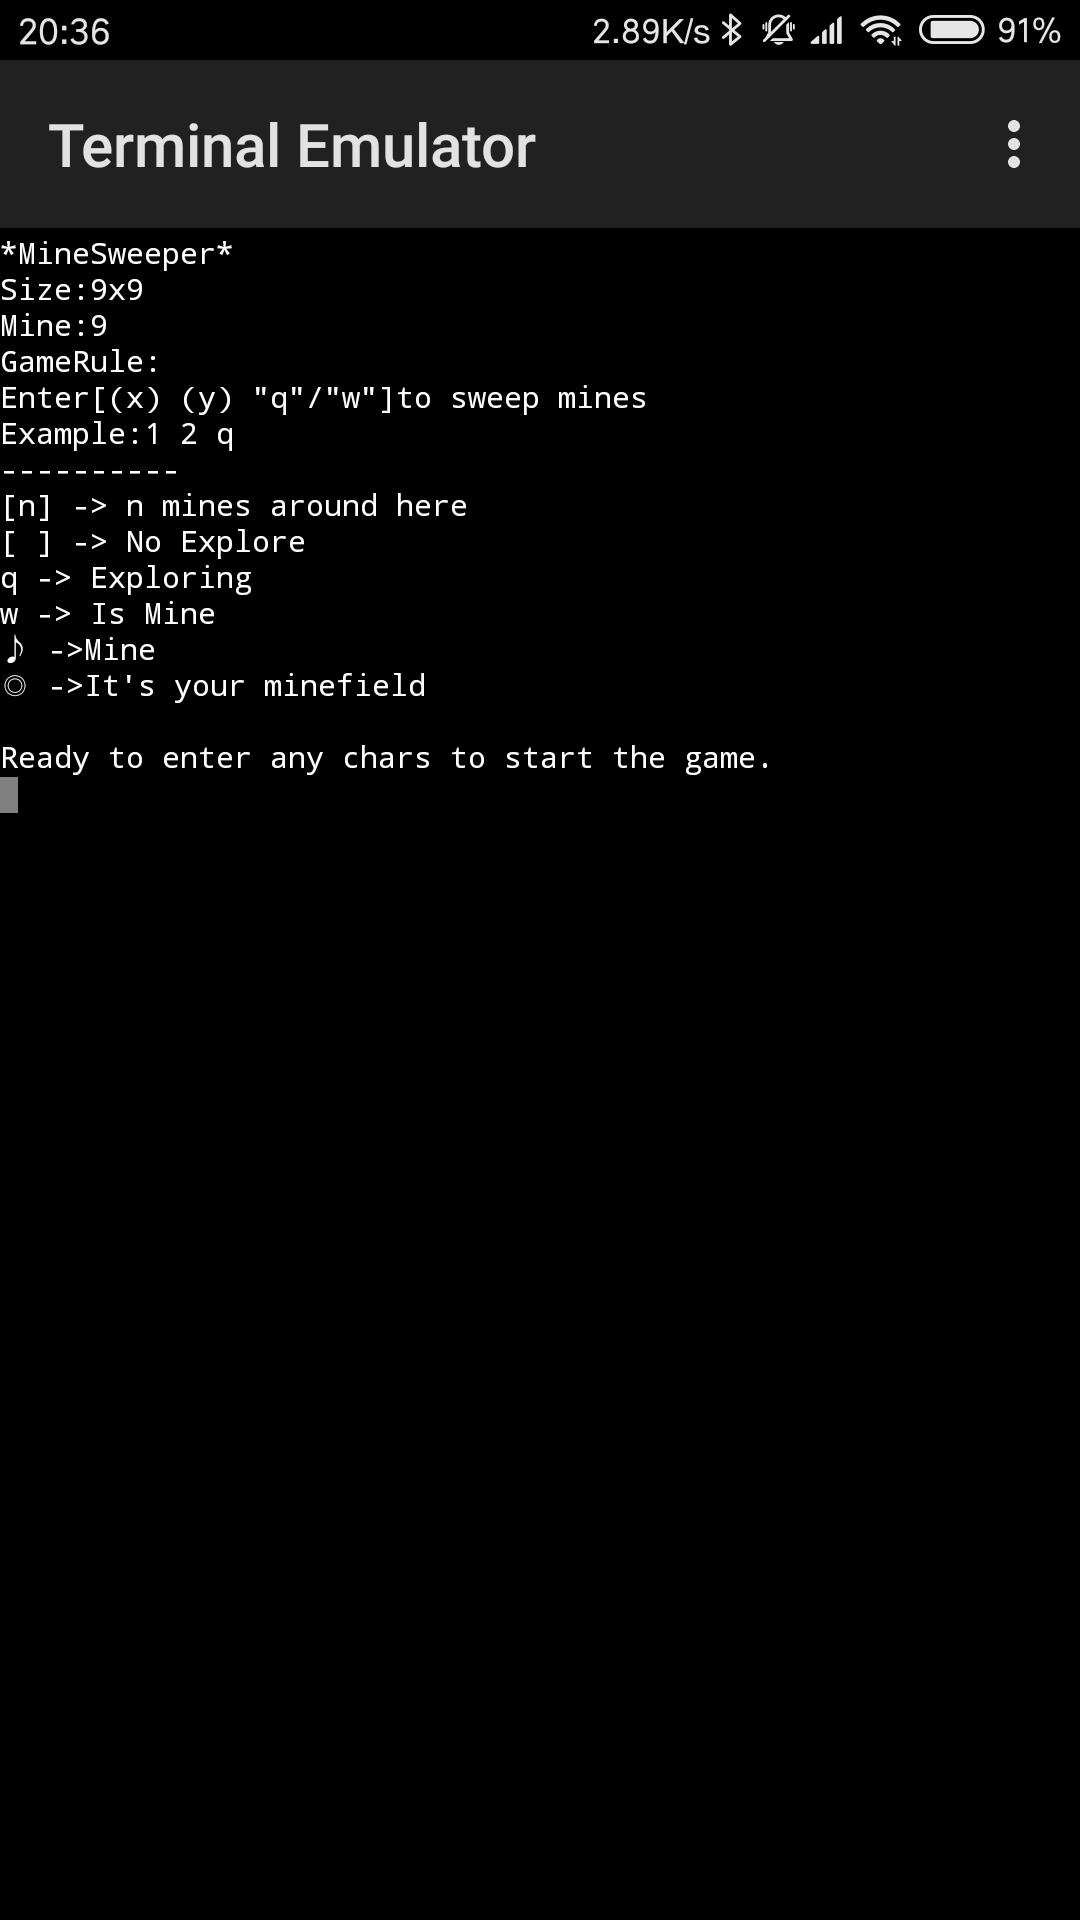 20:36 2.89K/s 91%
Terminal Emulator
*MineSweeper*
Size:9x9
Mine:9
GameRule:
Enter[(x) (y) "q"/"w"]to sweep mines
Example:1 2 q
----------
[n] -> n mines around here
[ ] -> No Explore
q -> Exploring
w -> Is Mine
♪ ->Mine
◎ ->It's your minefield
Ready to enter any chars to start the game.